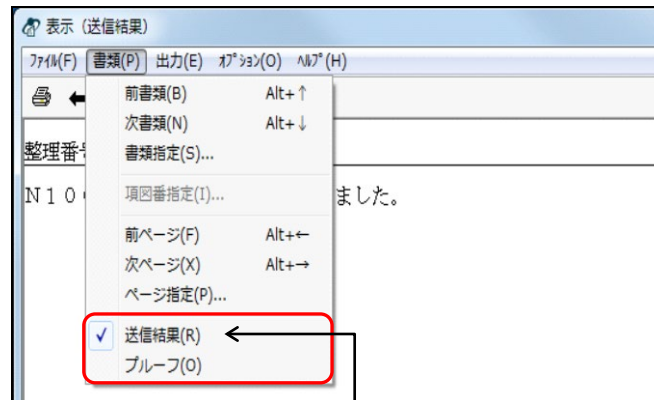 表示（送信結果）
ﾌｧｲﾙ(F) 書類(P) 出力(E) ｵﾌﾟｼｮﾝ(O) ﾍﾙﾌﾟ(H)
前書類(B) Alt+↑
次書類(N) Alt+↓
整理番
書類指定(S)...
N10
項図番指定(I)...
ました。
前ページ(F) Alt+←
次ページ(X) Alt+→
ページ指定(P)...
✓ 送信結果(R)
プルーフ(O)